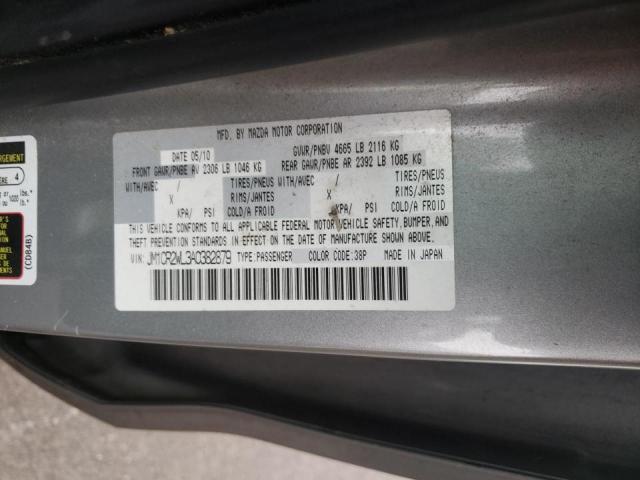 MFD. BY MAZDA MOTOR CORPORATION
DATE 05/10 GVWR/PNBV 4665 LB 2116 KG
FRONT GAWR/PNBE AV 2306 LB 1046 KG REAR GAWR/PNBE AR 2392 LB 1085 KG
WITH/AVEC / TIRES/PNEUS WITH/AVEC / TIRES/PNEUS
X RIMS/JANTES X RIMS/JANTES
KPA/ PSI COLD/A FROID KPA/ PSI COLD/A FROID
THIS VEHICLE CONFORMS TO ALL APPLICABLE FEDERAL MOTOR VEHICLE SAFETY, BUMPER, AND
THEFT PREVENTION STANDARDS IN EFFECT ON THE DATE OF MANUFACTURE SHOWN ABOVE.
VIN: JM1CR2WL3A0382879 TYPE:PASSENGER COLOR CODE:38P MADE IN JAPAN
4
(CD84B)